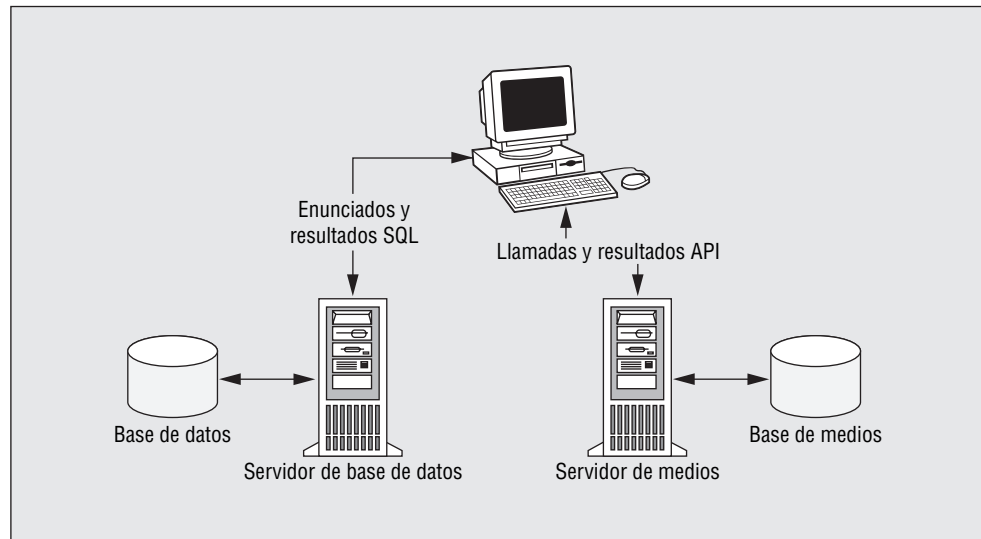 Enunciados y
resultados SQL
Llamadas y resultados API
Base de datos
Base de medios
Servidor de base de datos
Servidor de medios